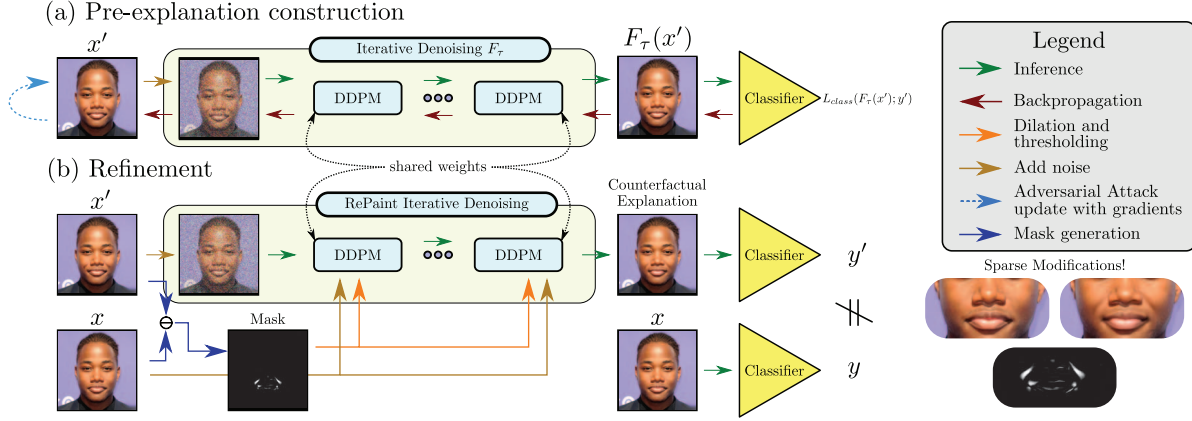 (a) Pre-explanation construction
x′
Iterative Denoising F_τ
DDPM
DDPM
F_τ(x′)
Classifier
L_class(F_τ(x′); y′)
shared weights
(b) Refinement
x′
RePaint Iterative Denoising
DDPM
DDPM
Counterfactual
Explanation
Classifier
y′
x
⊖
Mask
x
Classifier
y
Legend
Inference
Backpropagation
Dilation and
thresholding
Add noise
Adversarial Attack
update with gradients
Mask generation
Sparse Modifications!